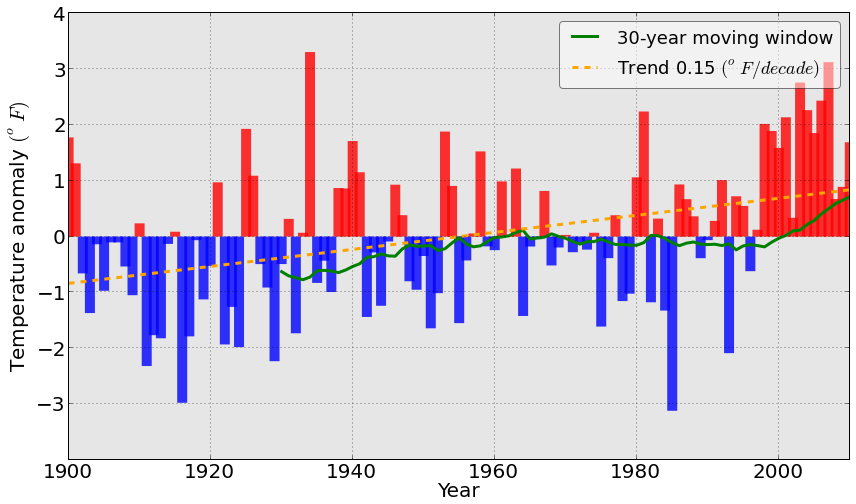 4
3
2
1
0
−1
−2
−3
Temperature anomaly (° F)
30-year moving window
Trend 0.15 (° F/decade)
1900 1920 1940 1960 1980 2000
Year